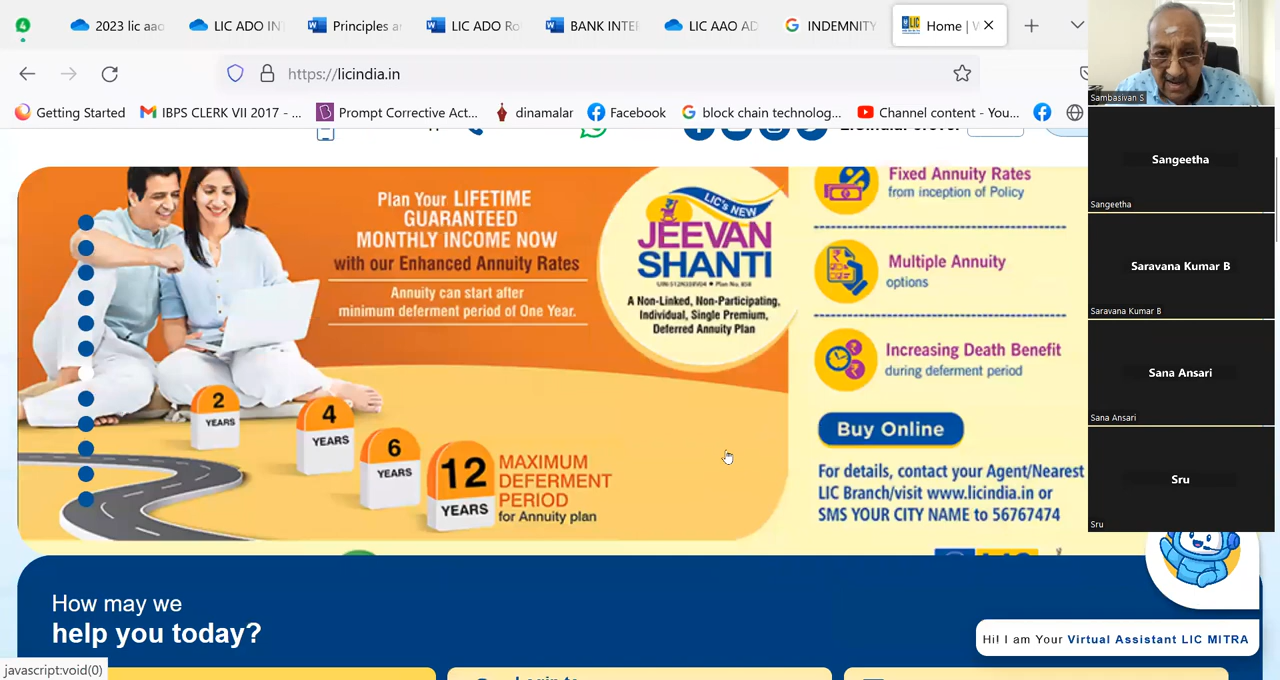 4
2023 lic aao
LIC ADO IN
Principles a
LIC ADO Ro
BANK INTE
LIC AAO AD
INDEMNITY
Home | V
https://licindia.in
Getting Started
IBPS CLERK VII 2017 - ...
Prompt Corrective Act...
dinamalar
Facebook
block chain technolog...
Channel content - You...
Plan Your LIFETIME
GUARANTEED
MONTHLY INCOME NOW
with our Enhanced Annuity Rates
Annuity can start after
minimum deferment period of One Year.
LIC's NEW
JEEVAN
SHANTI
A Non-Linked, Non-Participating,
Individual, Single Premium,
Deferred Annuity Plan
Fixed Annuity Rates
from inception of Policy
Multiple Annuity
options
Increasing Death Benefit
during deferment period
Buy Online
For details, contact your Agent/Nearest
LIC Branch/visit www.licindia.in or
SMS YOUR CITY NAME to 56767474
2
YEARS
4
YEARS
6
YEARS
12
YEARS
MAXIMUM
DEFERMENT
PERIOD
for Annuity plan
How may we
help you today?
Hi! I am Your Virtual Assistant LIC MITRA
javascript:void(0)
Sambasivan S
Sangeetha
Sangeetha
Saravana Kumar B
Saravana Kumar B
Sana Ansari
Sana Ansari
Sru
Sru